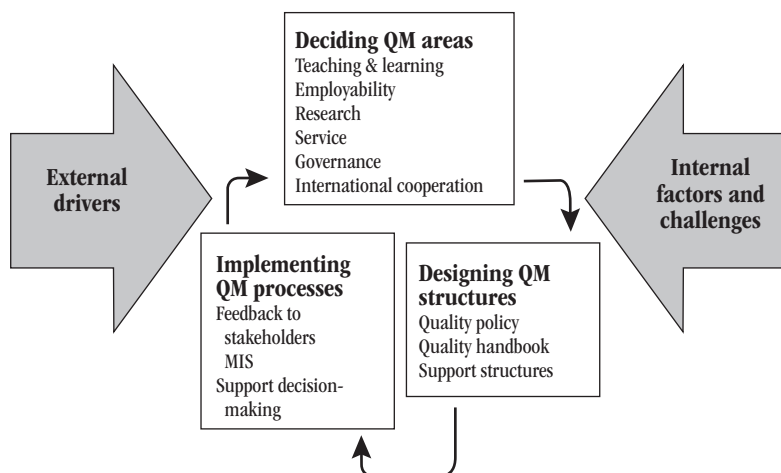 Deciding QM areas
Teaching & learning
Employability
Research
Service
Governance
International cooperation
External
drivers
Internal
factors and
challenges
Implementing
QM processes
Feedback to
stakeholders
MIS
Support decision-
making
Designing QM
structures
Quality policy
Quality handbook
Support structures